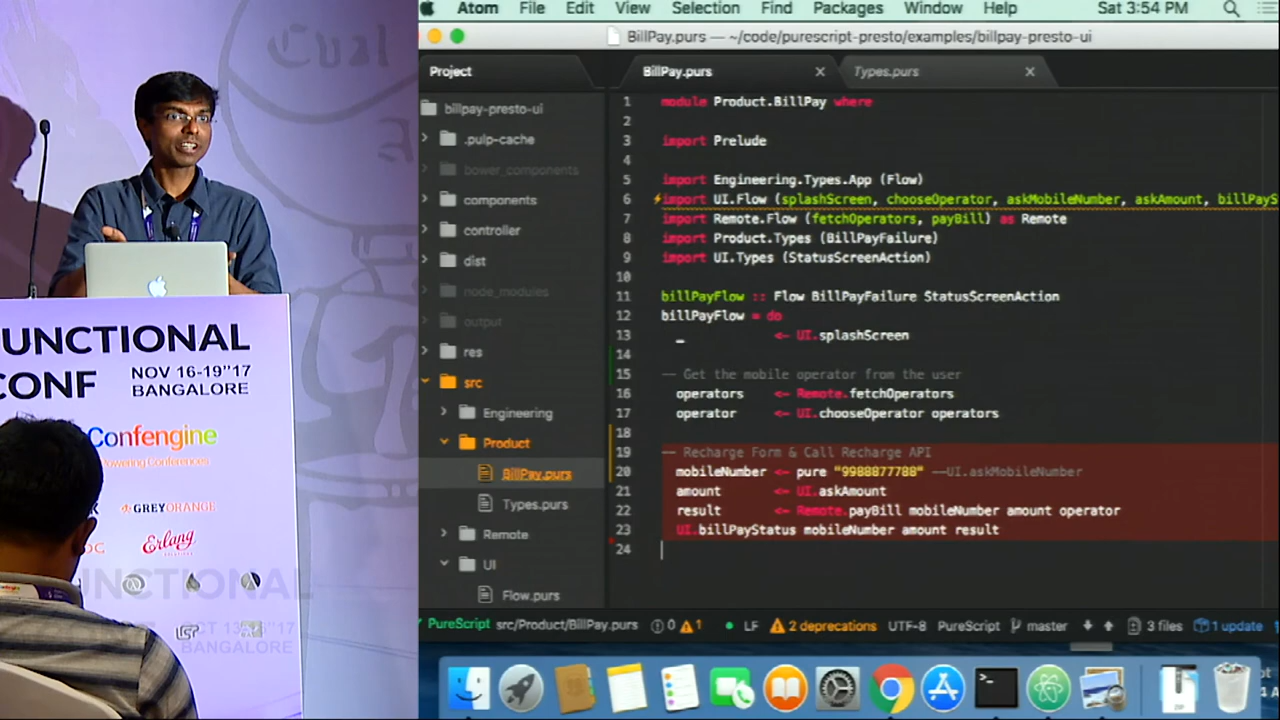 Cual
A
UNCTIONAL
CONF
NOV 16-19"17
BANGALORE
Confengine
Powering Conferences
GREYORANGE
Erlang
UNCTIONAL
OCT 13
BANGALORE
Atom File Edit View Selection Find Packages Window Help Sat 3:54 PM
BillPay.purs — ~/code/purescript-presto/examples/billpay-presto-ui
Project
BillPay.purs
Types.purs
billpay-presto-ui
.pulp-cache
bower_components
components
controller
dist
node_modules
output
res
src
Engineering
Product
BillPay.purs
Types.purs
Remote
UI
Flow.purs
1 module Product.BillPay where
2
3 import Prelude
4
5 import Engineering.Types.App (Flow)
6 import UI.Flow (splashScreen, chooseOperator, askMobileNumber, askAmount, billPayS
7 import Remote.Flow (fetchOperators, payBill) as Remote
8 import Product.Types (BillPayFailure)
9 import UI.Types (StatusScreenAction)
10
11 billPayFlow :: Flow BillPayFailure StatusScreenAction
12 billPayFlow = do
13 _ <- UI.splashScreen
14
15 -- Get the mobile operator from the user
16 operators <- Remote.fetchOperators
17 operator <- UI.chooseOperator operators
18
19 -- Recharge Form & Call Recharge API
20 mobileNumber <- pure "9988877788" --UI.askMobileNumber
21 amount <- UI.askAmount
22 result <- Remote.payBill mobileNumber amount operator
23 UI.billPayStatus mobileNumber amount result
24
PureScript src/Product/BillPay.purs 0 1 LF 2 deprecations UTF-8 PureScript master 3 files 1 update